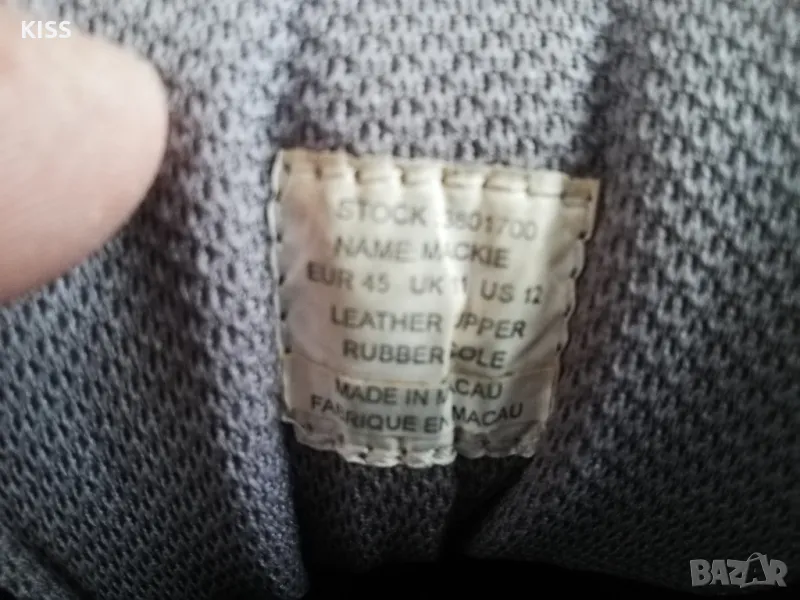 KISS
STOCK 3801700
NAME MACKIE
EUR 45 UK 11 US 12
LEATHER UPPER
RUBBER SOLE
MADE IN MACAU
FABRIQUE EN MACAU
BAZAR